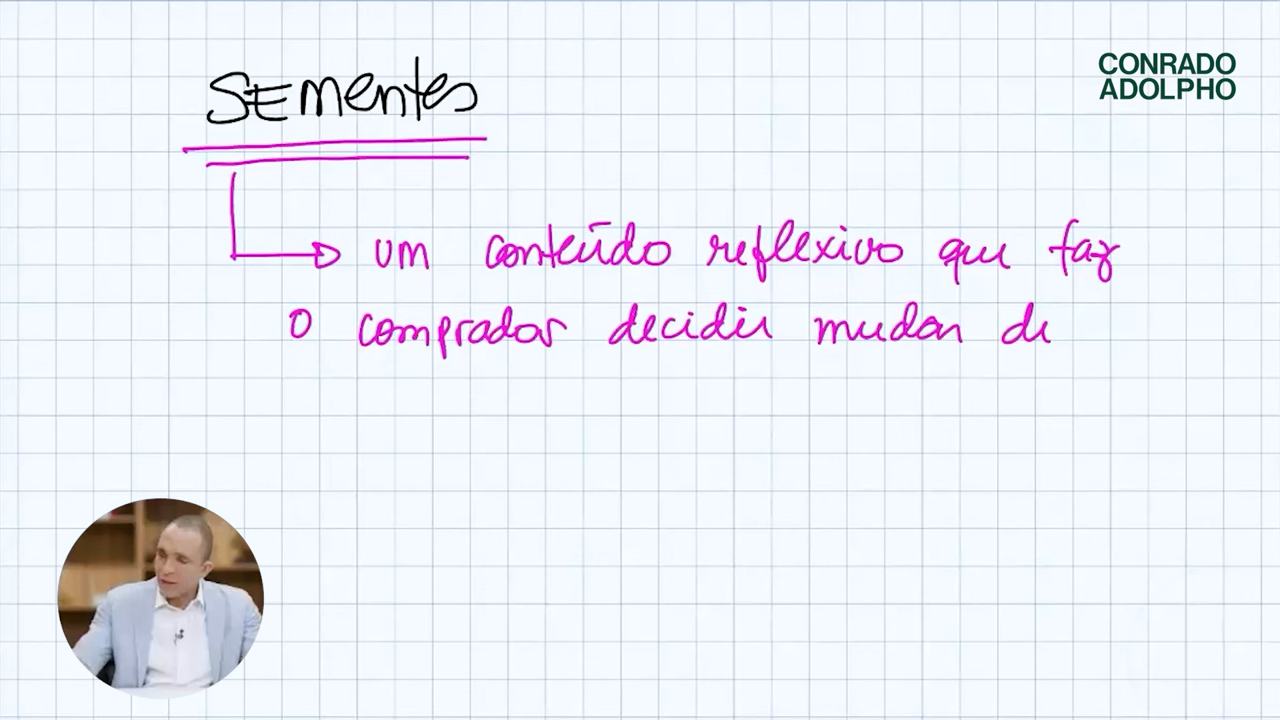 SEmentes
CONRADO
ADOLPHO
um conteúdo reflexivo que faz
o comprador decidir mudar de